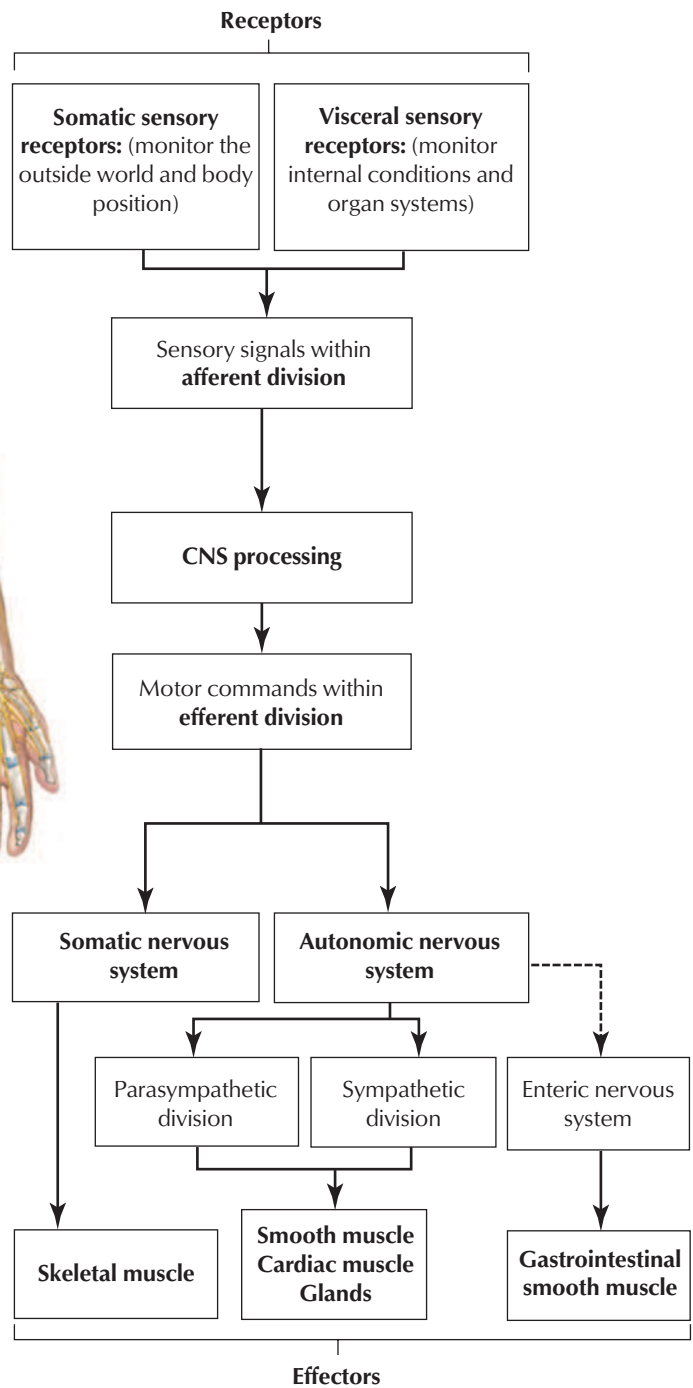 Receptors
Somatic sensory
receptors: (monitor the
outside world and body
position)
Visceral sensory
receptors: (monitor
internal conditions and
organ systems)
Sensory signals within
afferent division
CNS processing
Motor commands within
efferent division
Somatic nervous
system
Autonomic nervous
system
Parasympathetic
division
Sympathetic
division
Enteric nervous
system
Skeletal muscle
Smooth muscle
Cardiac muscle
Glands
Gastrointestinal
smooth muscle
Effectors